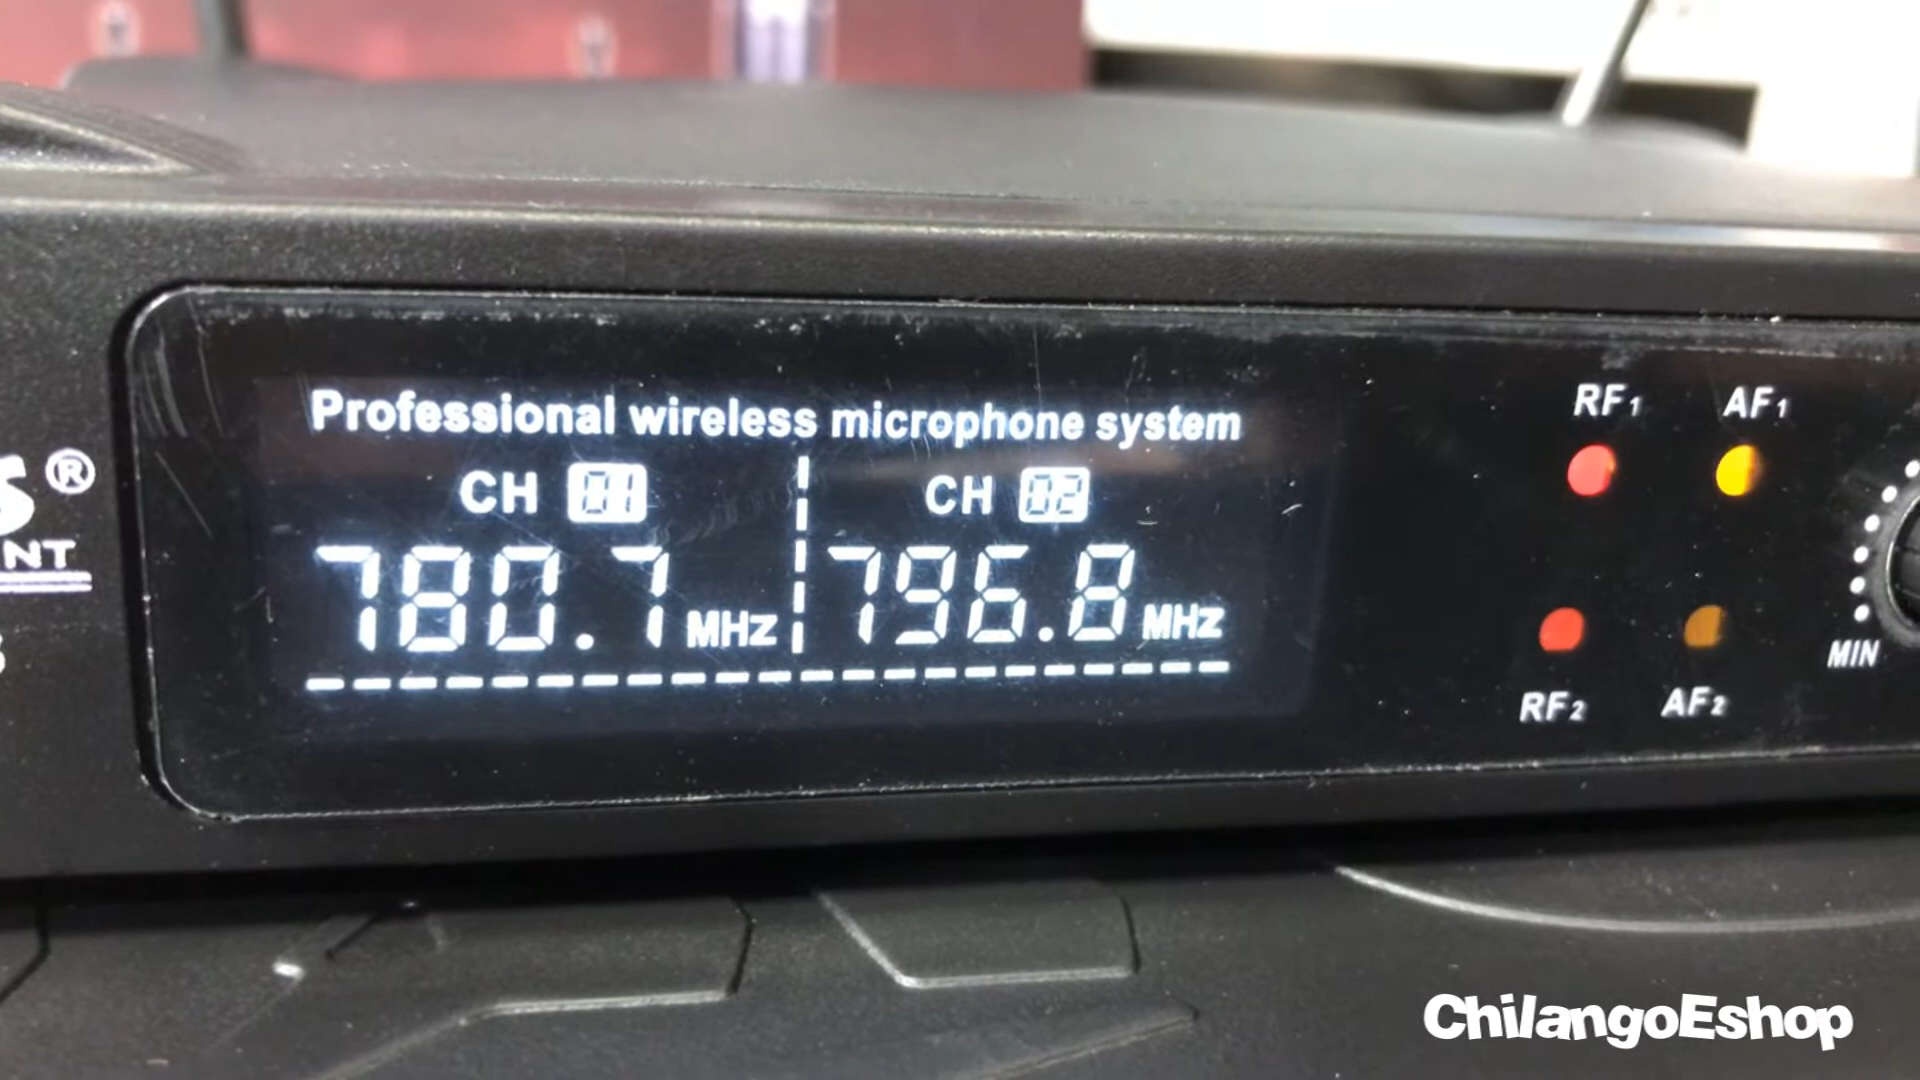 Professional wireless microphone system
CH 01
CH 02
780.7 MHZ
796.8 MHZ
RF1
AF1
RF2
AF2
MIN
S®
NT
ChilangoEshop